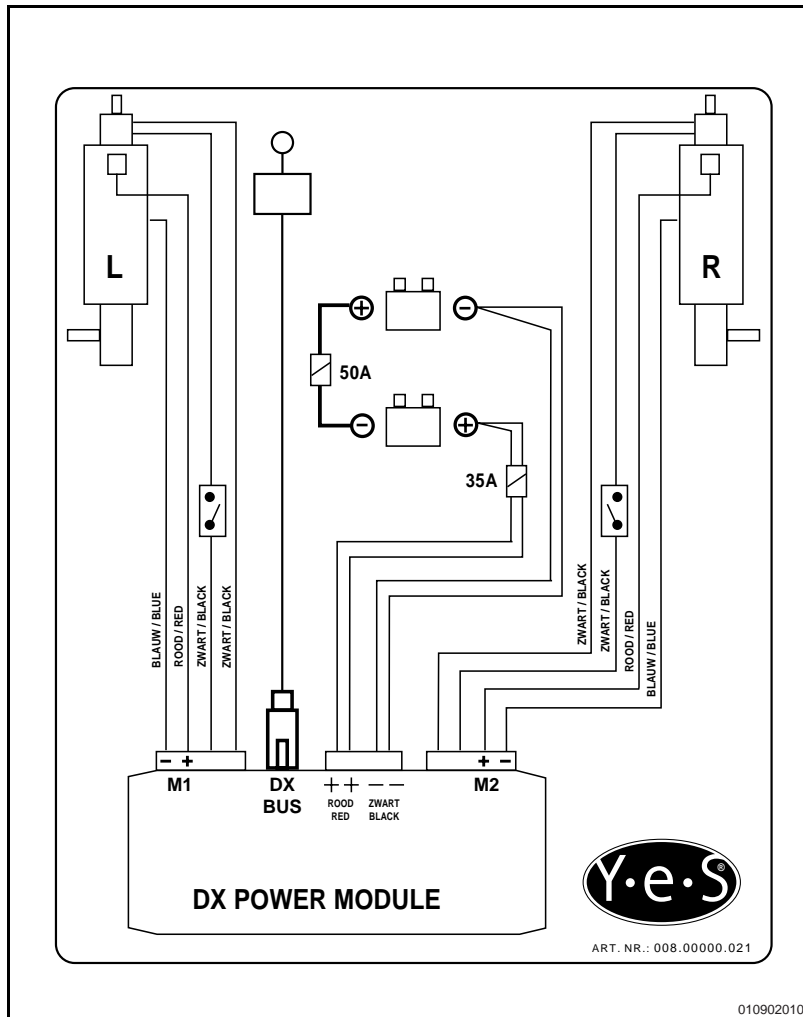 L
R
+
-
50A
-
+
35A
BLAUW / BLUE
ROOD / RED
ZWART / BLACK
ZWART / BLACK
ZWART / BLACK
ZWART / BLACK
ROOD / RED
BLAUW / BLUE
- +
+ -
M1
DX
BUS
+ + - -
ROOD
RED
ZWART
BLACK
M2
DX POWER MODULE
Y·e·S®
ART. NR.: 008.00000.021
010902010